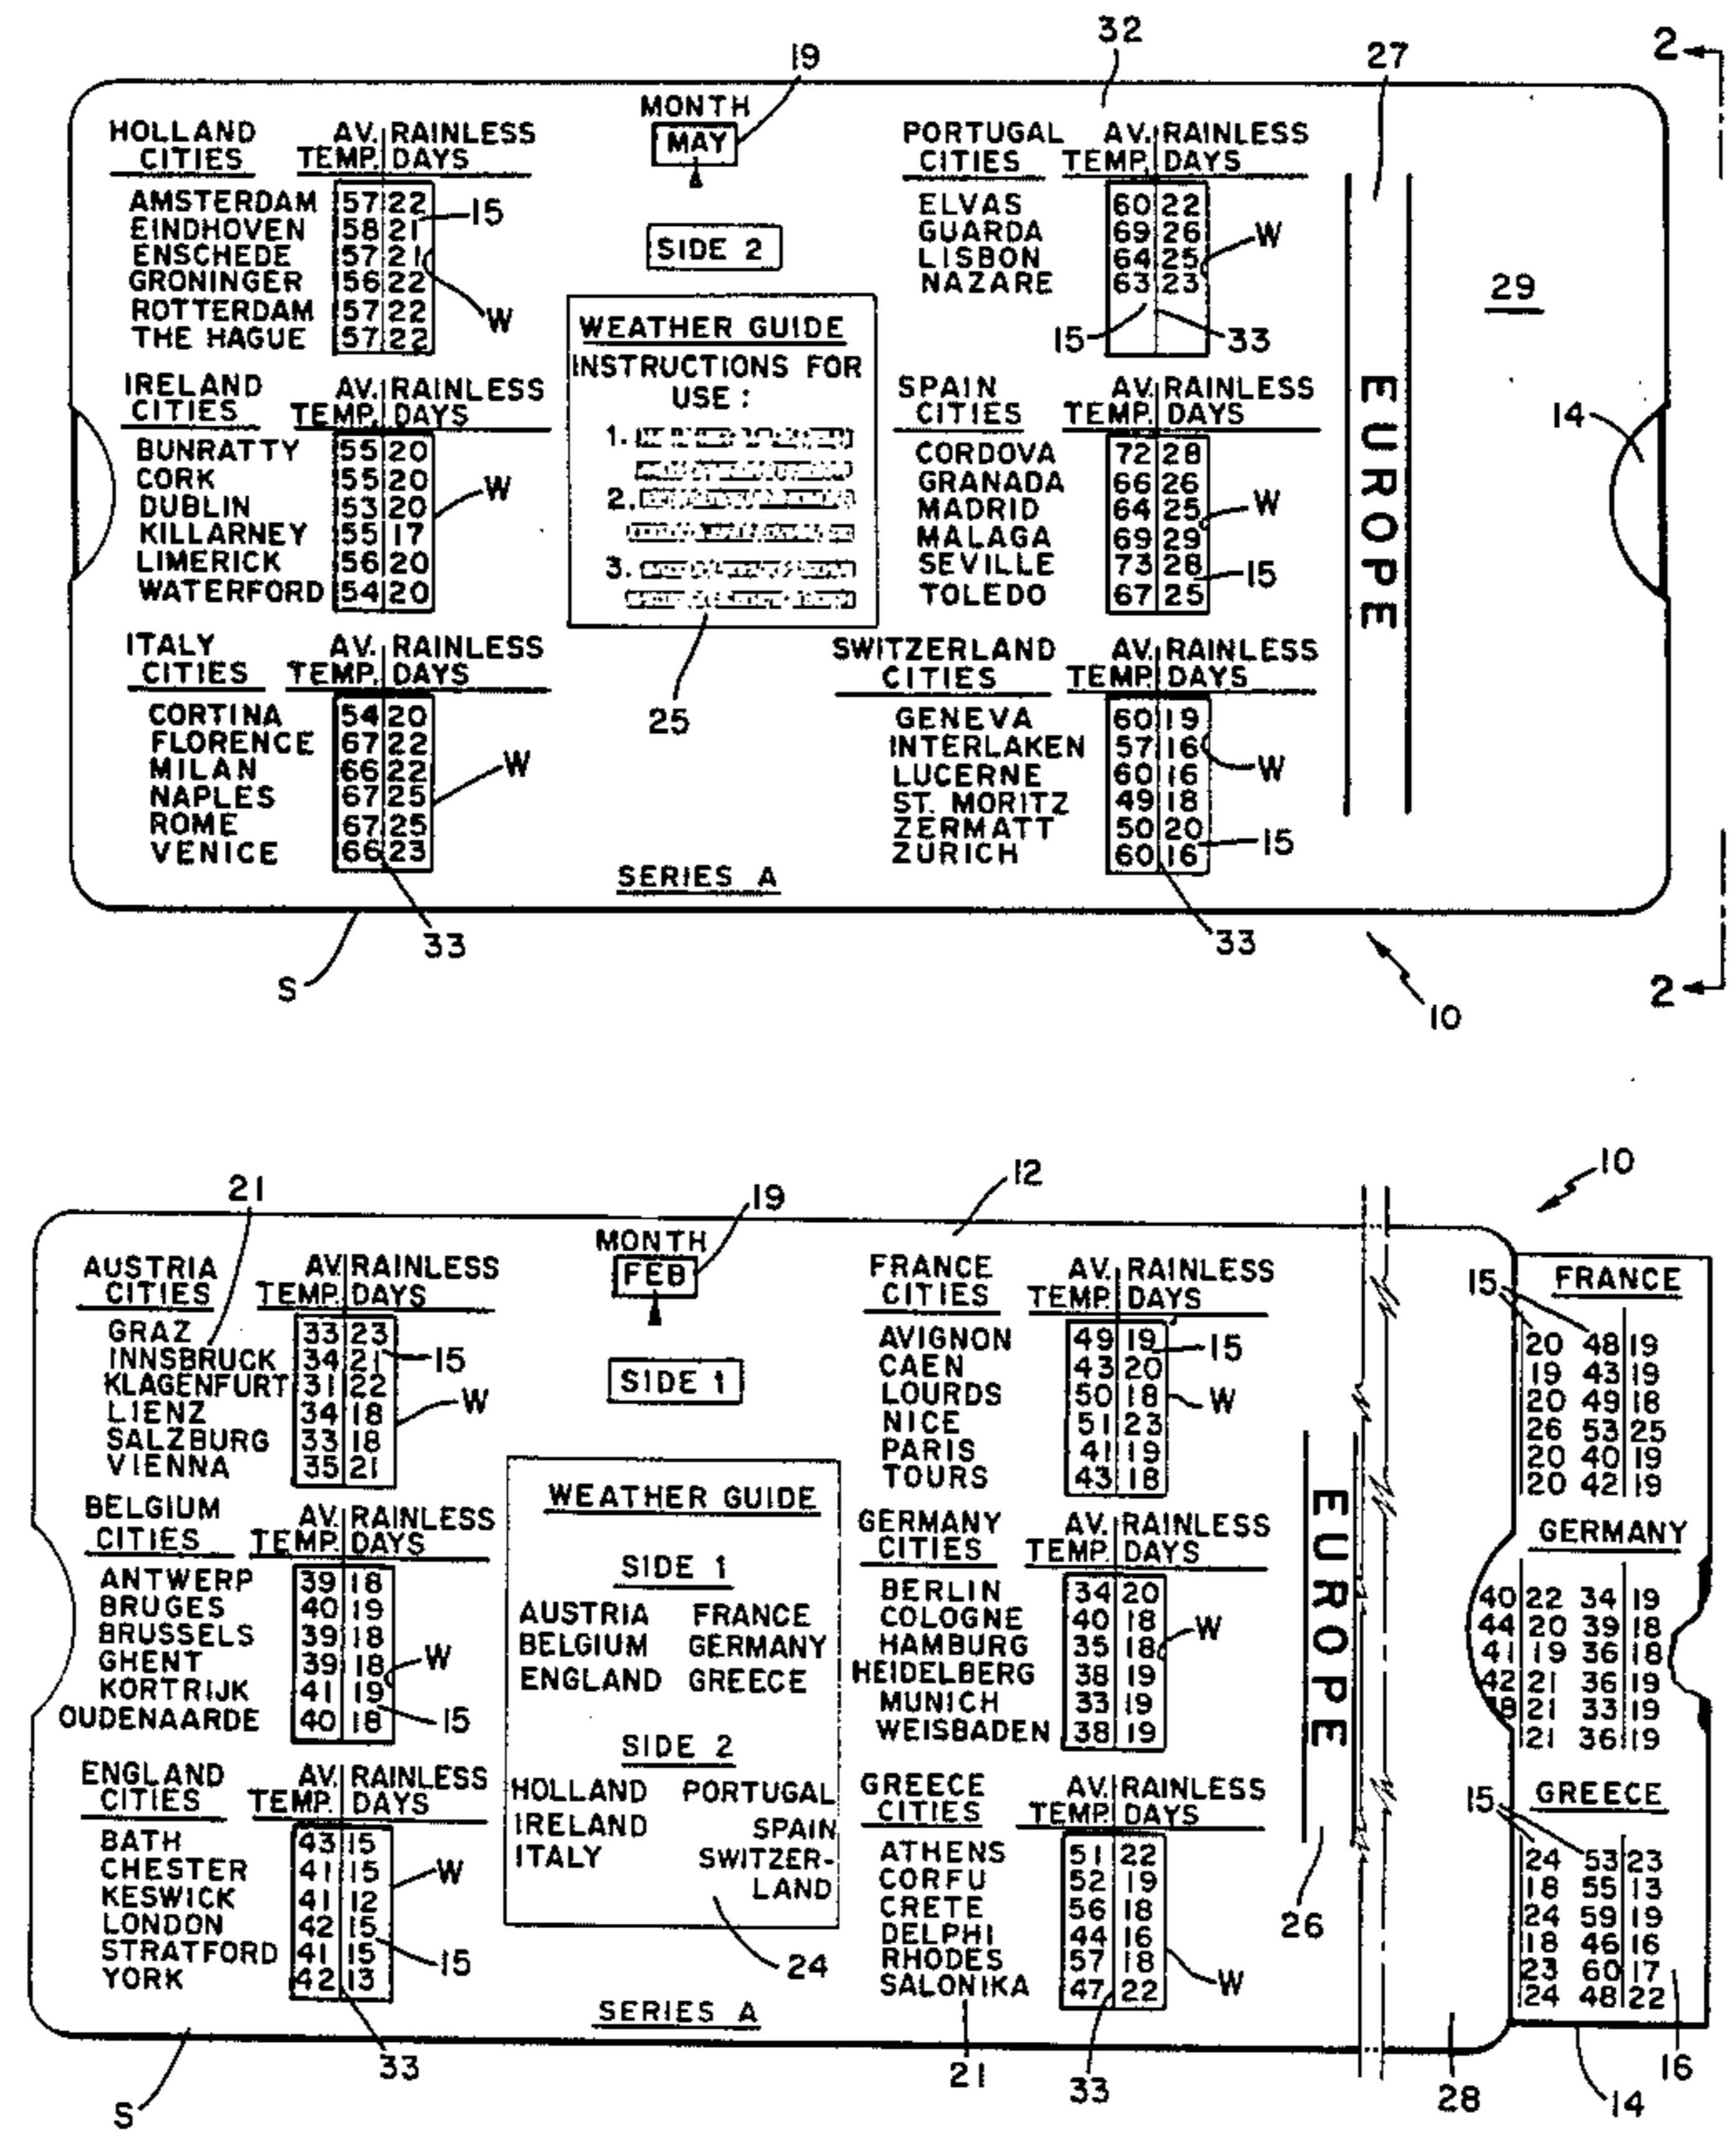 32
19
27
2
MONTH
MAY
HOLLAND CITIES AV. TEMP. RAINLESS DAYS
AMSTERDAM 57 22
EINDHOVEN 58 21
ENSCHEDE 57 21
GRONINGER 56 22
ROTTERDAM 57 22
THE HAGUE 57 22
15
W
SIDE 2
PORTUGAL CITIES AV. TEMP. RAINLESS DAYS
ELVAS 60 22
GUARDA 69 26
LISBON 64 25
NAZARE 63 23
W
15
33
29
WEATHER GUIDE
INSTRUCTIONS FOR
USE :
1.
2.
3.
25
IRELAND CITIES AV. TEMP. RAINLESS DAYS
BUNRATTY 55 20
CORK 55 20
DUBLIN 53 20
KILLARNEY 55 17
LIMERICK 56 20
WATERFORD 54 20
W
SPAIN CITIES AV. TEMP. RAINLESS DAYS
CORDOVA 72 28
GRANADA 66 26
MADRID 64 25
MALAGA 69 29
SEVILLE 73 28
TOLEDO 67 25
W
15
EUROPE
14
ITALY CITIES AV. TEMP. RAINLESS DAYS
CORTINA 54 20
FLORENCE 67 22
MILAN 66 22
NAPLES 67 25
ROME 67 25
VENICE 66 23
W
SWITZERLAND CITIES AV. TEMP. RAINLESS DAYS
GENEVA 60 19
INTERLAKEN 57 16
LUCERNE 60 16
ST. MORITZ 49 18
ZERMATT 50 20
ZURICH 60 16
W
15
SERIES A
33
33
S
2
10
10
12
21
19
MONTH
FEB
AUSTRIA CITIES AV. TEMP. RAINLESS DAYS
GRAZ 33 23
INNSBRUCK 34 21
KLAGENFURT 31 22
LIENZ 34 18
SALZBURG 33 18
VIENNA 35 21
15
W
SIDE 1
FRANCE CITIES AV. TEMP. RAINLESS DAYS
AVIGNON 49 19
CAEN 43 20
LOURDS 50 18
NICE 51 23
PARIS 41 19
TOURS 43 18
15
W
15
FRANCE
20 48 19
19 43 19
20 49 18
26 53 25
20 40 19
20 42 19
BELGIUM CITIES AV. TEMP. RAINLESS DAYS
ANTWERP 39 18
BRUGES 40 19
BRUSSELS 39 18
GHENT 39 18
KORTRIJK 41 19
OUDENAARDE 40 18
W
15
WEATHER GUIDE
SIDE 1
AUSTRIA FRANCE
BELGIUM GERMANY
ENGLAND GREECE
SIDE 2
HOLLAND PORTUGAL
IRELAND SPAIN
ITALY SWITZER-
LAND
24
GERMANY CITIES AV. TEMP. RAINLESS DAYS
BERLIN 34 20
COLOGNE 40 18
HAMBURG 35 18
HEIDELBERG 38 19
MUNICH 33 19
WEISBADEN 38 19
W
EUROPE
GERMANY
40 22 34 19
44 20 39 18
41 19 36 18
42 21 36 19
8 21 33 19
21 36 19
ENGLAND CITIES AV. TEMP. RAINLESS DAYS
BATH 43 15
CHESTER 41 15
KESWICK 41 12
LONDON 42 15
STRATFORD 41 15
YORK 42 13
W
15
GREECE CITIES AV. TEMP. RAINLESS DAYS
ATHENS 51 22
CORFU 52 19
CRETE 56 18
DELPHI 44 16
RHODES 57 18
SALONIKA 47 22
W
26
15
GREECE
24 53 23
18 55 13
24 59 19
18 46 16
23 60 17
24 48 22
SERIES A
S
33
21
33
28
14
16